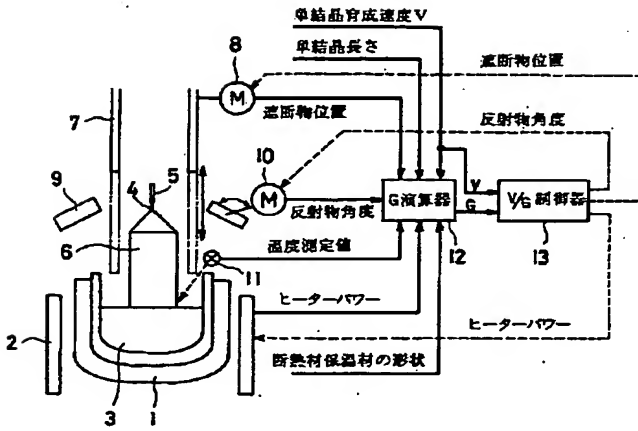 単結晶育成速度V
単結晶長さ
8
遮断物位置
M
7
遮断物位置
反射物角度
10
9
5
4
M
V
G演算器
V/G 制御器
G
反射物角度
6
12
13
温度測定値
11
ヒーターパワー
ヒーターパワー
2
断熱材保温材の形状
3
1